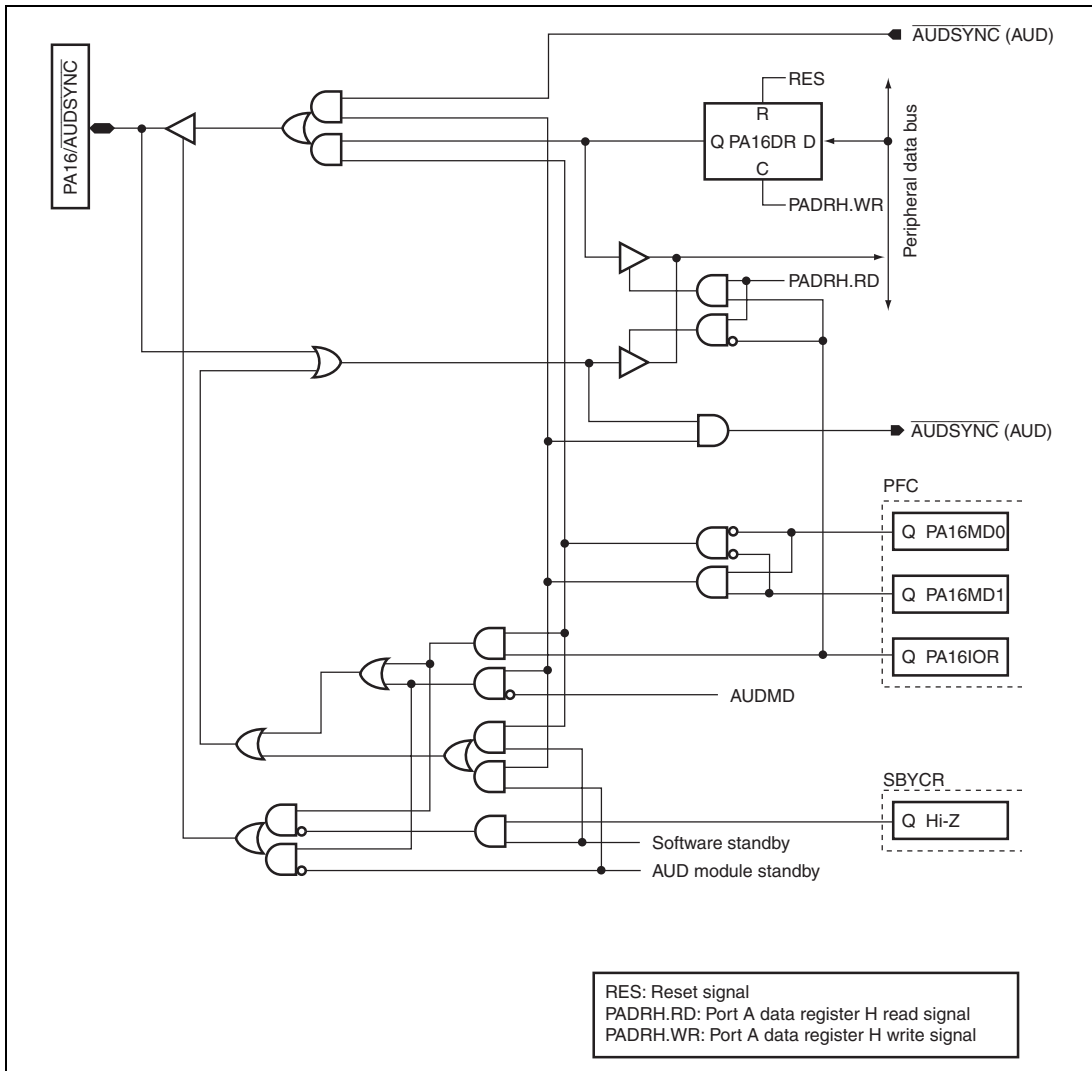 AUDSYNC (AUD)
RES
R
Q PA16DR D
C
PADRH.WR
Peripheral data bus
PA16/AUDSYNC
PADRH.RD
AUDSYNC (AUD)
PFC
Q PA16MD0
Q PA16MD1
Q PA16IOR
AUDMD
SBYCR
Q Hi-Z
Software standby
AUD module standby
RES: Reset signal
PADRH.RD: Port A data register H read signal
PADRH.WR: Port A data register H write signal